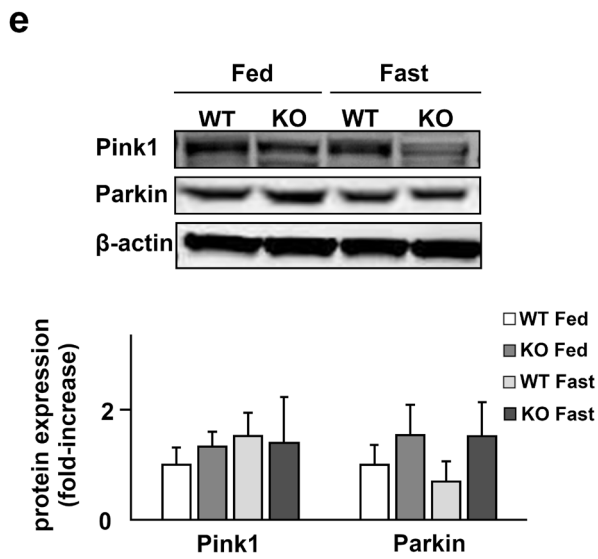 e
Fed Fast
WT KO WT KO
Pink1
Parkin
β-actin
protein expression
(fold-increase)
2
0
Pink1 Parkin
WT Fed
KO Fed
WT Fast
KO Fast